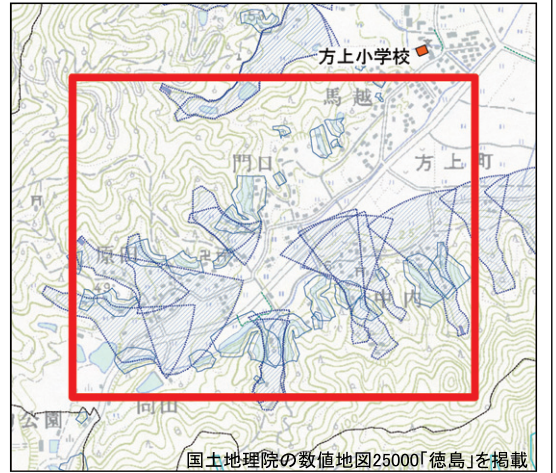 方上小学校
馬越
門口
方上町
原田
中内
向田
公園
国土地理院の数値地図25000「徳島」を掲載